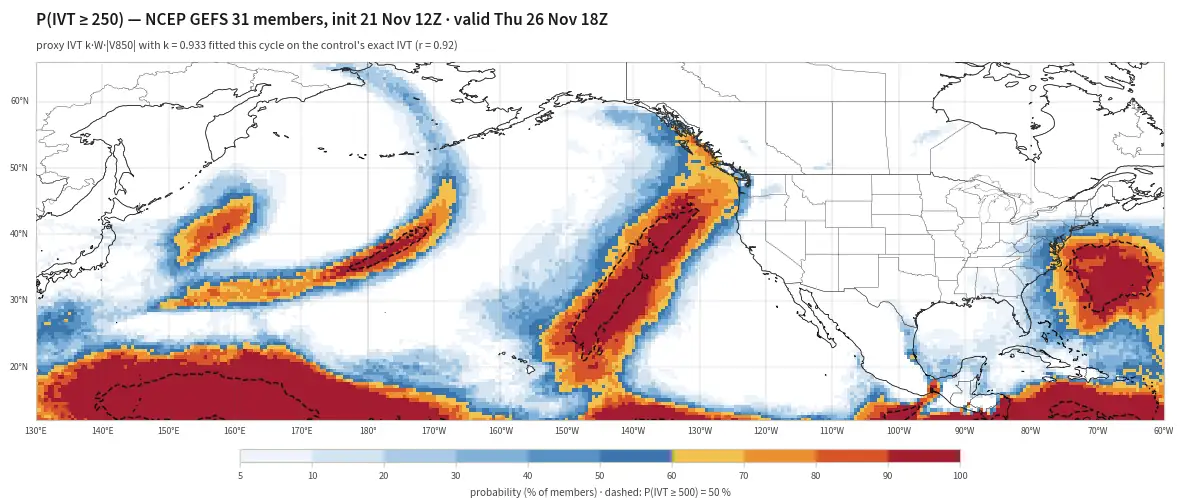 P(IVT ≥ 250) — NCEP GEFS 31 members, init 21 Nov 12Z · valid Thu 26 Nov 18Z
proxy IVT k·W·|V850| with k = 0.933 fitted this cycle on the control's exact IVT (r = 0.92)
60°N
50°N
40°N
30°N
20°N
130°E 140°E 150°E 160°E 170°E 180° 170°W 160°W 150°W 140°W 130°W 120°W 110°W 100°W 90°W 80°W 70°W 60°W
5 10 20 30 40 50 60 70 80 90 100
probability (% of members) · dashed: P(IVT ≥ 500) = 50 %